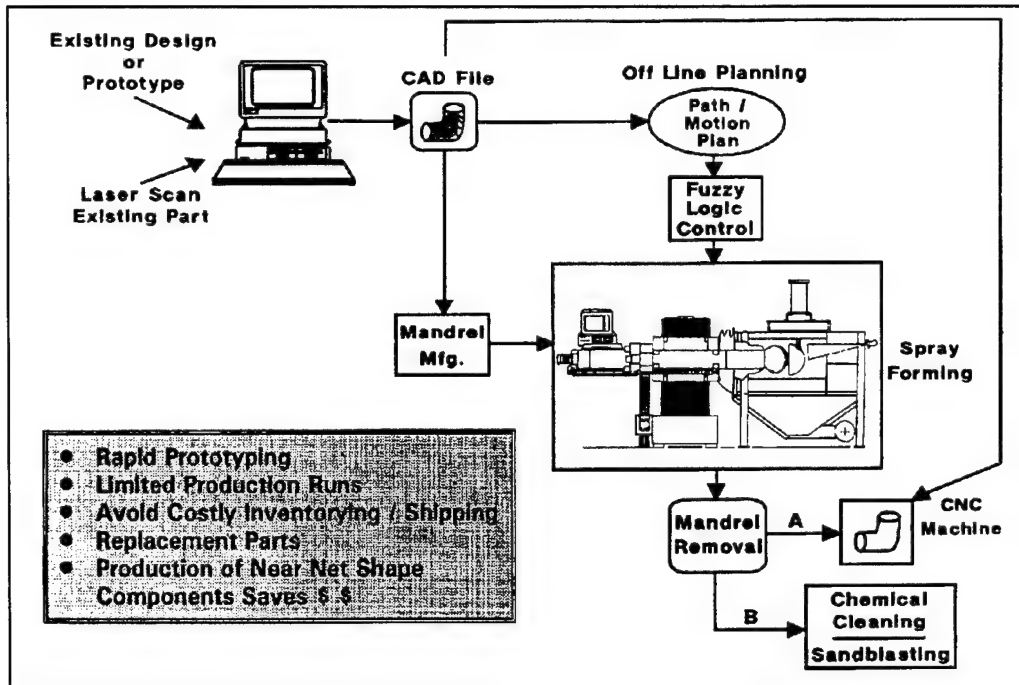 Existing Design
or
Prototype
Laser Scan
Existing Part
CAD File
Off Line Planning
Path /
Motion
Plan
Fuzzy
Logic
Control
Mandrel
Mfg.
Spray
Forming
• Rapid Prototyping
• Limited Production Runs
• Avoid Costly Inventorying / Shipping
• Replacement Parts
• Production of Near Net Shape
Components Saves $ $
Mandrel
Removal
A
CNC
Machine
B
Chemical
Cleaning
Sandblasting